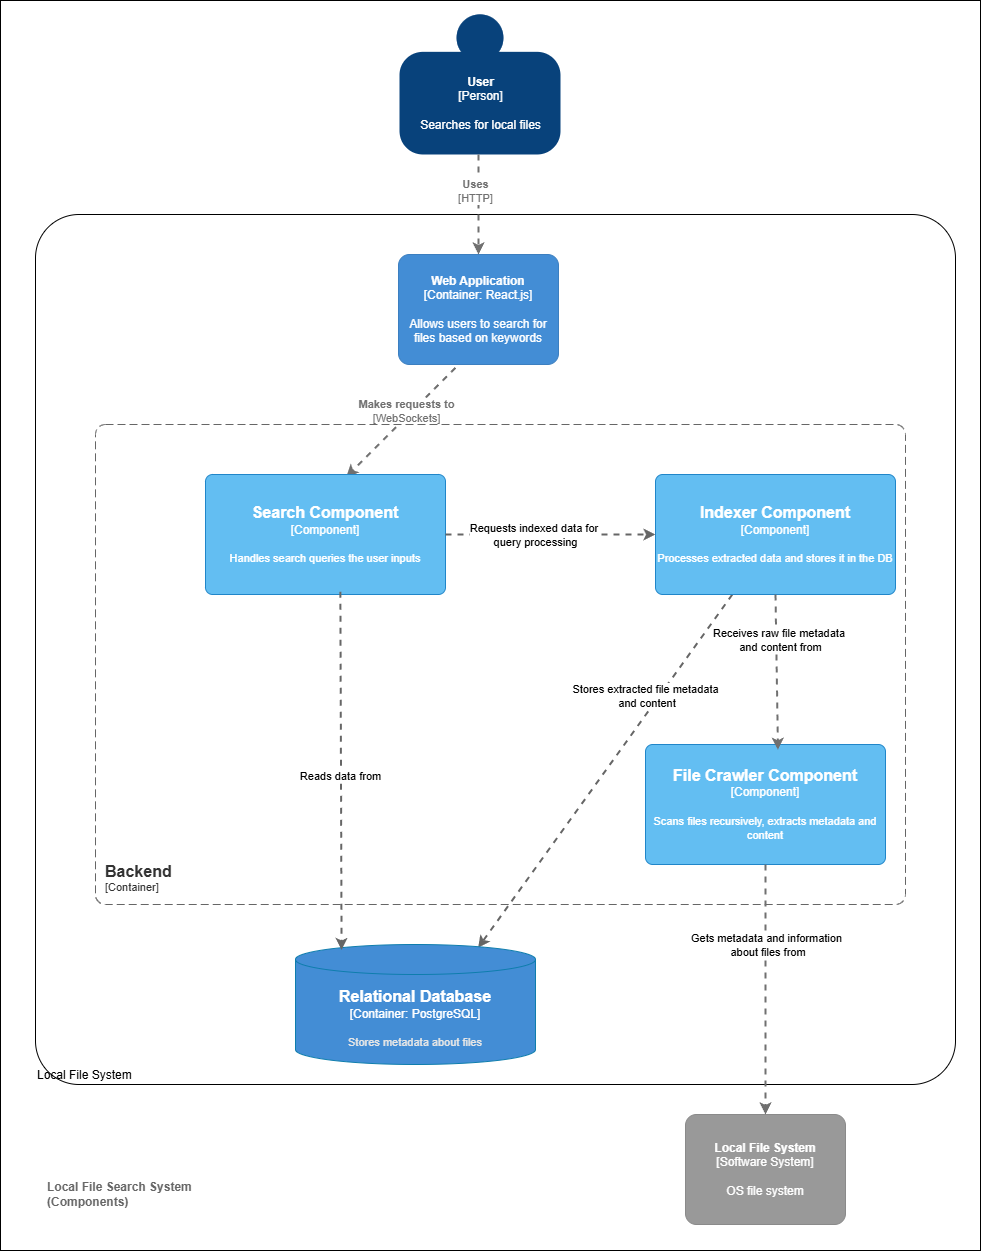 User
[Person]
Searches for local files
Uses
[HTTP]
Web Application
[Container: React.js]
Allows users to search for
files based on keywords
Makes requests to
[WebSockets]
Search Component
[Component]
Handles search queries the user inputs
Requests indexed data for
query processing
Indexer Component
[Component]
Processes extracted data and stores it in the DB
Receives raw file metadata
and content from
Stores extracted file metadata
and content
Reads data from
File Crawler Component
[Component]
Scans files recursively, extracts metadata and
content
Backend
[Container]
Gets metadata and information
about files from
Relational Database
[Container: PostgreSQL]
Stores metadata about files
Local File System
Local File System
[Software System]
OS file system
Local File Search System
(Components)